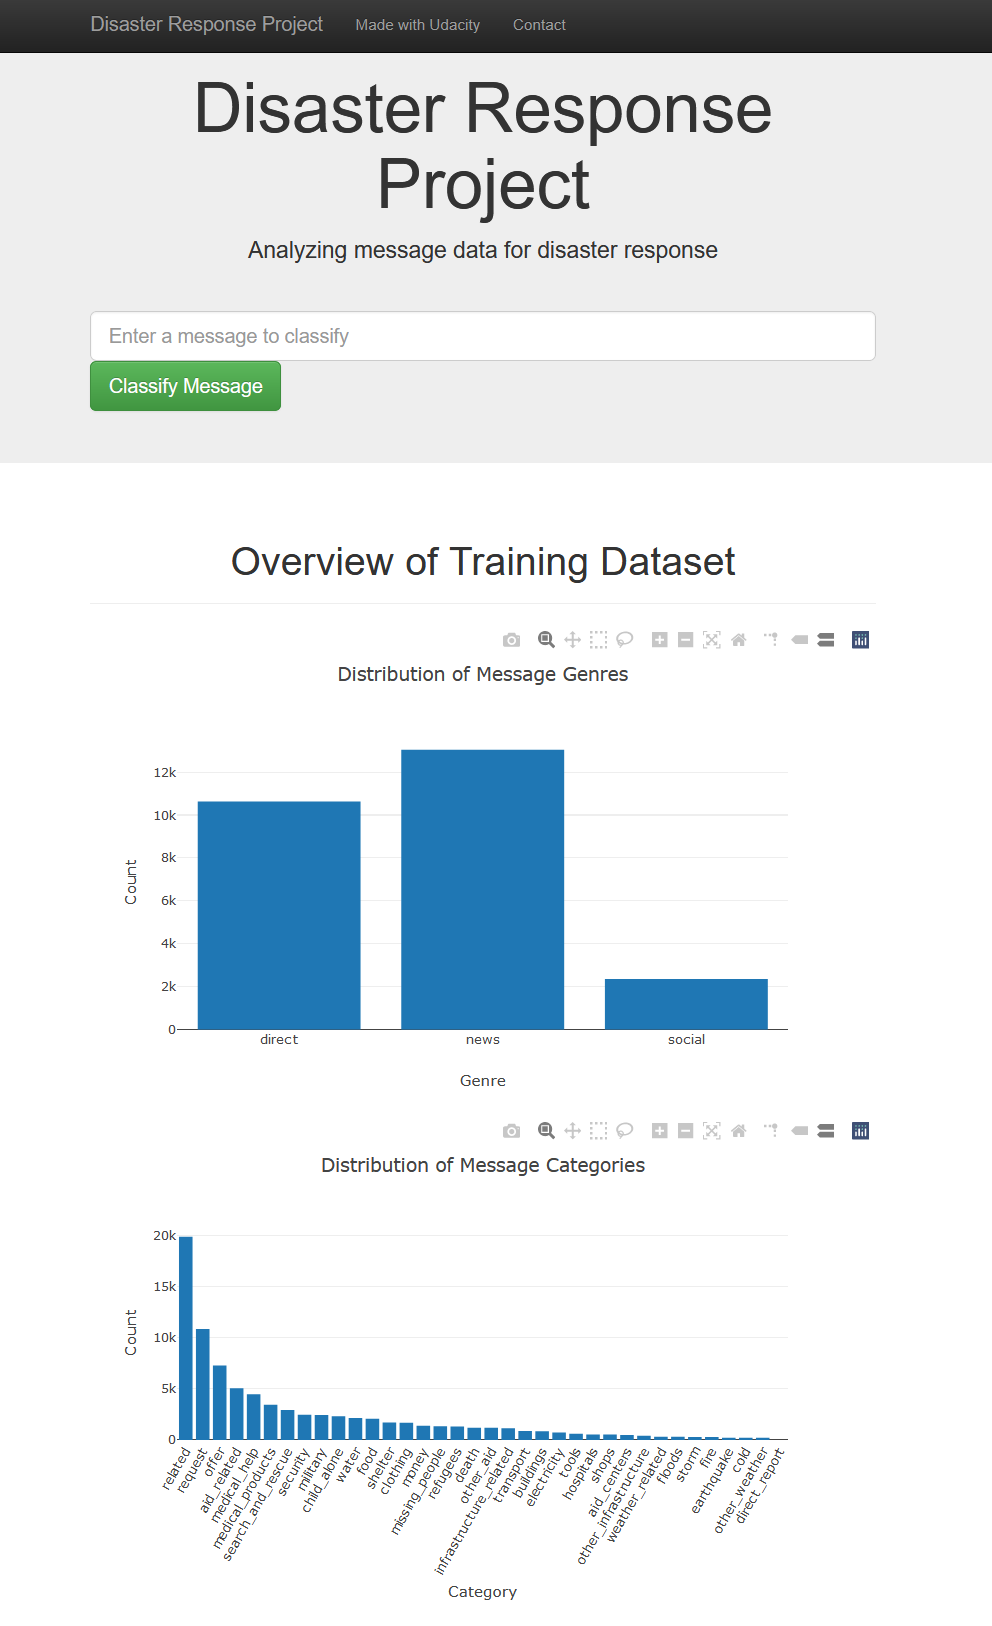 Disaster Response Project Made with Udacity Contact
Disaster Response
Project
Analyzing message data for disaster response
Enter a message to classify
Classify Message
Overview of Training Dataset
Distribution of Message Genres
12k
10k
8k
6k
4k
2k
0
Count
direct news social
Genre
Distribution of Message Categories
20k
15k
10k
5k
0
Count
related
request
offer
aid_related
medical_help
medical_products
search_and_rescue
security
military
child_alone
water
food
shelter
clothing
money
missing_people
refugees
death
other_aid
infrastructure_related
transport
buildings
electricity
tools
hospitals
shops
aid_centers
other_infrastructure
weather_related
floods
storm
fire
earthquake
cold
other_weather
direct_report
Category